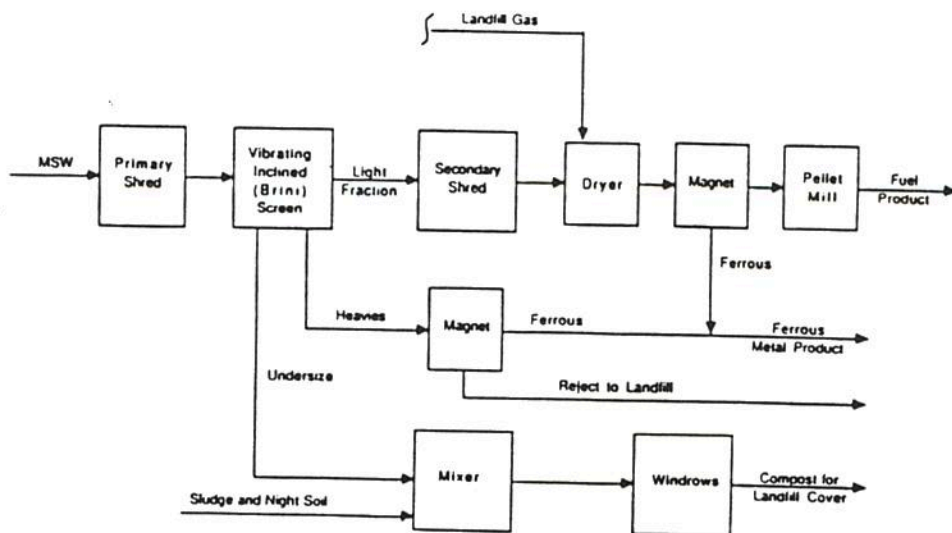 Landfill Gas
MSW
Primary
Shred
Vibrating
Inclined
(Brini)
Screen
Light
Fraction
Secondary
Shred
Dryer
Magnet
Pellet
Mill
Fuel
Product
Ferrous
Heavies
Magnet
Ferrous
Ferrous
Metal Product
Undersize
Reject to Landfill
Mixer
Windrows
Compost for
Landfill Cover
Sludge and Night Soil